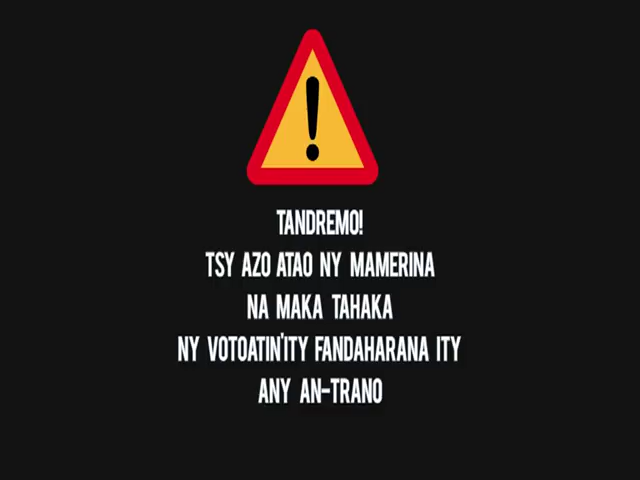 TANDREMO!
TSY AZO ATAO NY MAMERINA
NA MAKA TAHAKA
NY VOTOATIN'ITY FANDAHARANA ITY
ANY AN-TRANO